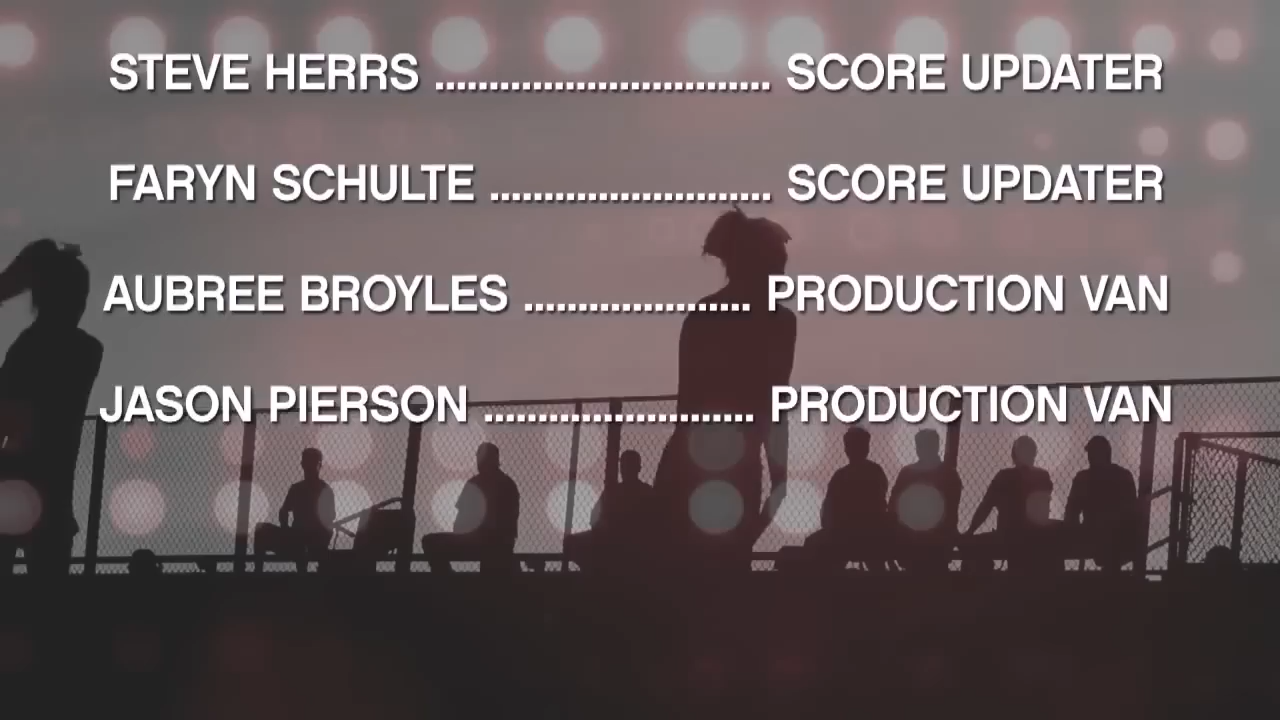 STEVE HERRS ............................... SCORE UPDATER
FARYN SCHULTE .......................... SCORE UPDATER
AUBREE BROYLES ..................... PRODUCTION VAN
JASON PIERSON ......................... PRODUCTION VAN